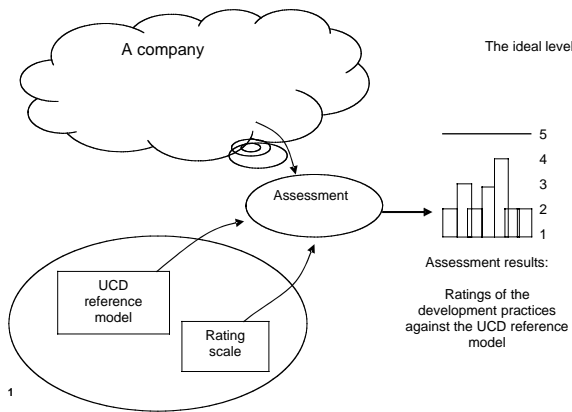 A company
The ideal level
5
4
3
2
1
Assessment
Assessment results:
Ratings of the
development practices
against the UCD reference
model
UCD
reference
model
Rating
scale
1